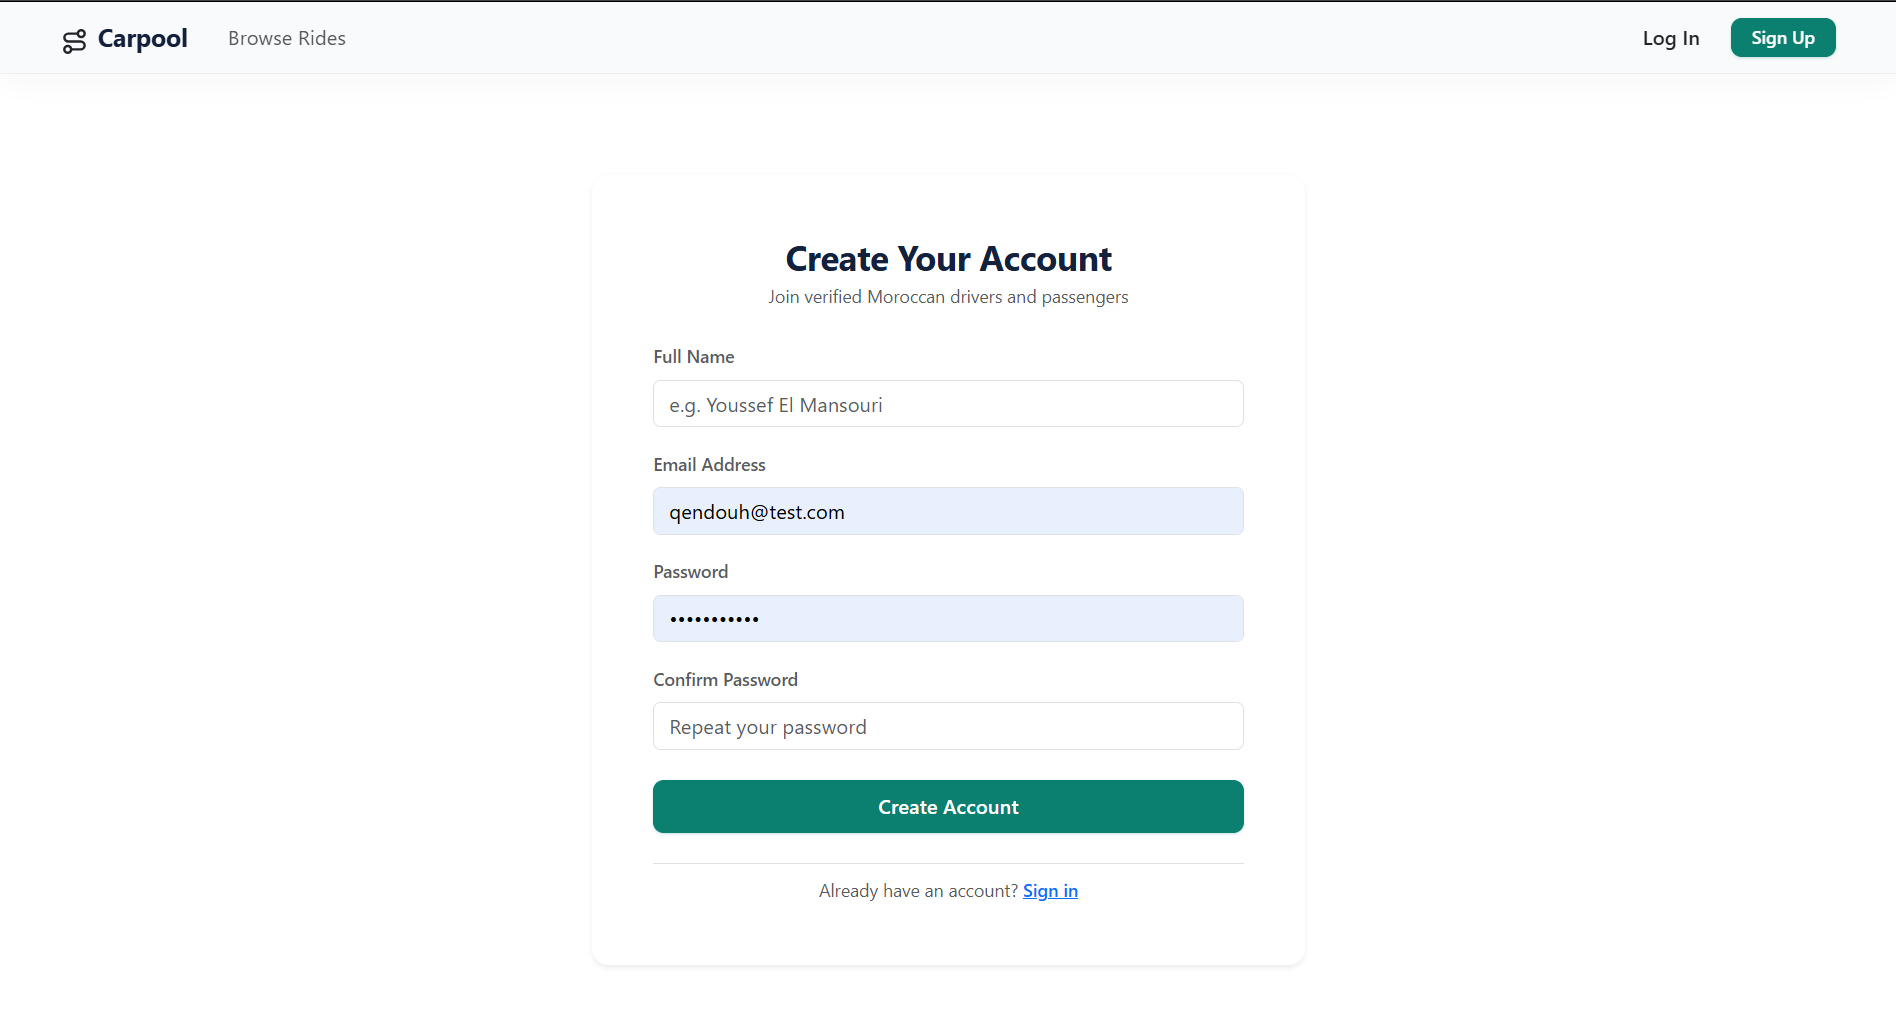 Carpool
Browse Rides
Log In
Sign Up
Create Your Account
Join verified Moroccan drivers and passengers
Full Name
e.g. Youssef El Mansouri
Email Address
qendouh@test.com
Password
•••••••••••
Confirm Password
Repeat your password
Create Account
Already have an account? Sign in